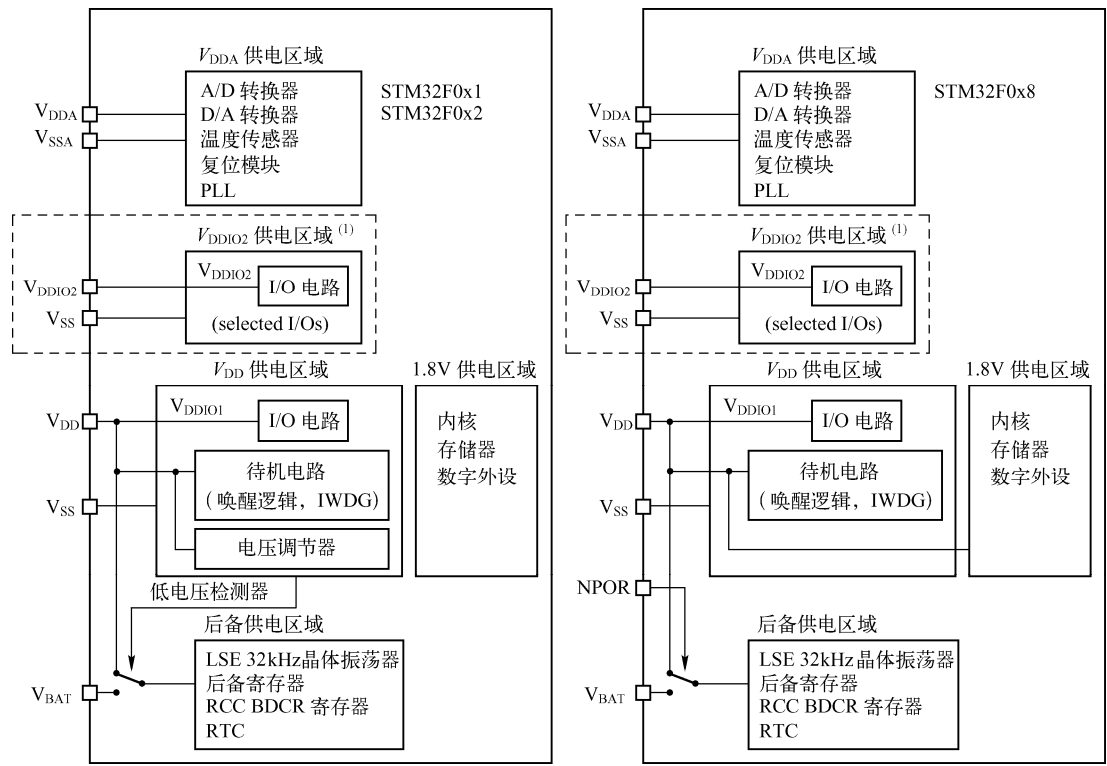 VDDA 供电区域
A/D 转换器
D/A 转换器
温度传感器
复位模块
PLL
STM32F0x1
STM32F0x2
VDDA
VSSA
VDDIO2 供电区域 (1)
VDDIO2
I/O 电路
(selected I/Os)
VDDIO2
VSS
VDD 供电区域
1.8V 供电区域
VDDIO1
I/O 电路
VDD
待机电路
(唤醒逻辑，IWDG)
VSS
电压调节器
内核
存储器
数字外设
低电压检测器
后备供电区域
LSE 32kHz晶体振荡器
后备寄存器
RCC BDCR 寄存器
RTC
VBAT
VDDA 供电区域
A/D 转换器
D/A 转换器
温度传感器
复位模块
PLL
STM32F0x8
VDDA
VSSA
VDDIO2 供电区域 (1)
VDDIO2
I/O 电路
(selected I/Os)
VDDIO2
VSS
VDD 供电区域
1.8V 供电区域
VDDIO1
I/O 电路
VDD
待机电路
(唤醒逻辑，IWDG)
VSS
内核
存储器
数字外设
NPOR
后备供电区域
LSE 32kHz晶体振荡器
后备寄存器
RCC BDCR 寄存器
RTC
VBAT